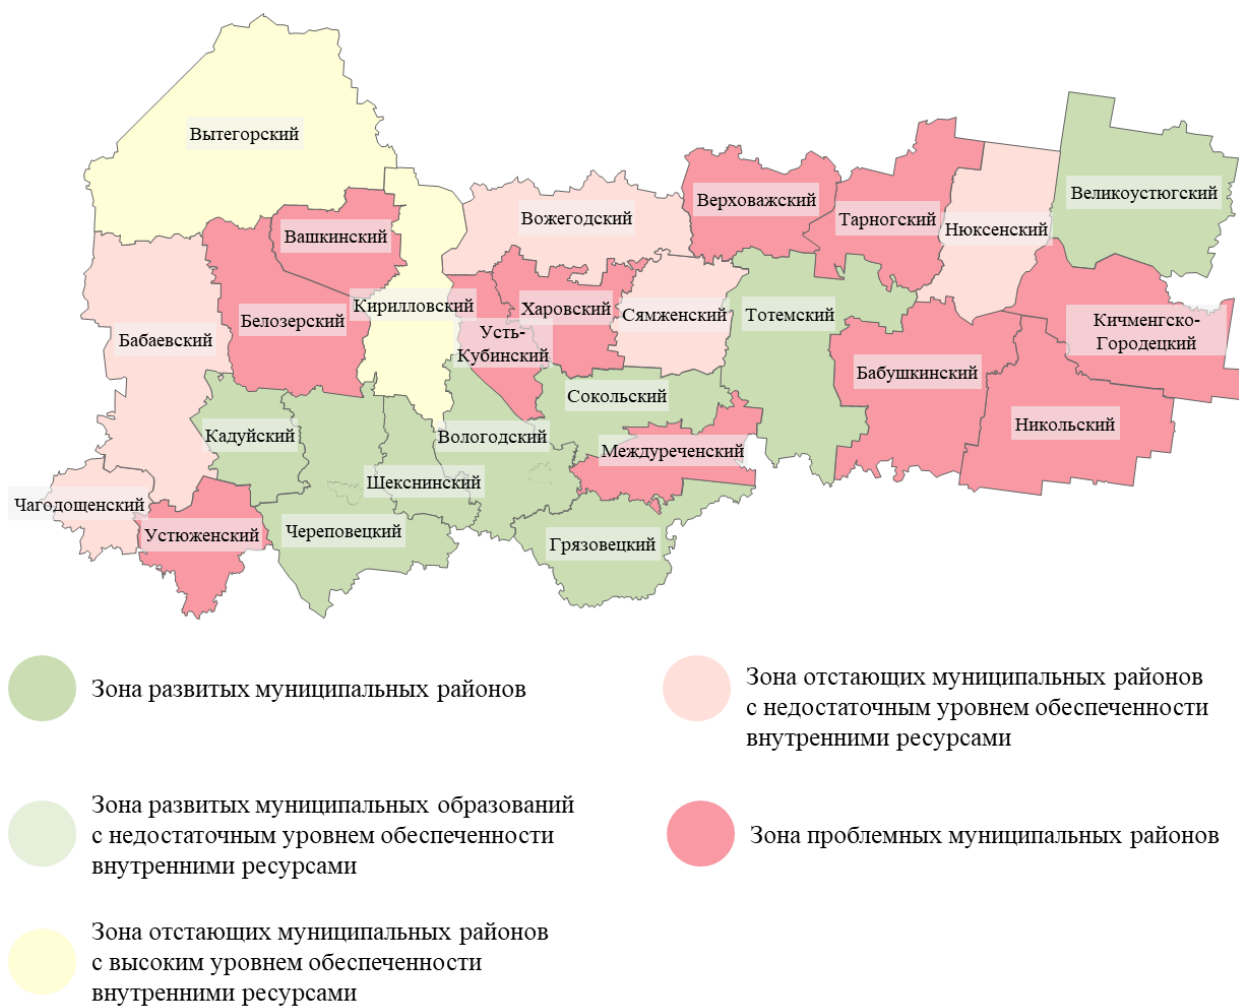 Вытегорский
Великоустюгский
Верховажский
Вожегодский
Тарногский
Нюксенский
Вашкинский
Кирилловский
Харовский
Белозерский
Сямженский
Тотемский
Кичменгско-
Городецкий
Бабаевский
Усть-
Кубинский
Бабушкинский
Сокольский
Никольский
Кадуйский
Вологодский
Междуреченский
Шекснинский
Чагодощенский
Устюженский
Череповецкий
Грязовецкий
Зона развитых муниципальных районов
Зона отстающих муниципальных районов
с недостаточным уровнем обеспеченности
внутренними ресурсами
Зона развитых муниципальных образований
с недостаточным уровнем обеспеченности
внутренними ресурсами
Зона проблемных муниципальных районов
Зона отстающих муниципальных районов
с высоким уровнем обеспеченности
внутренними ресурсами